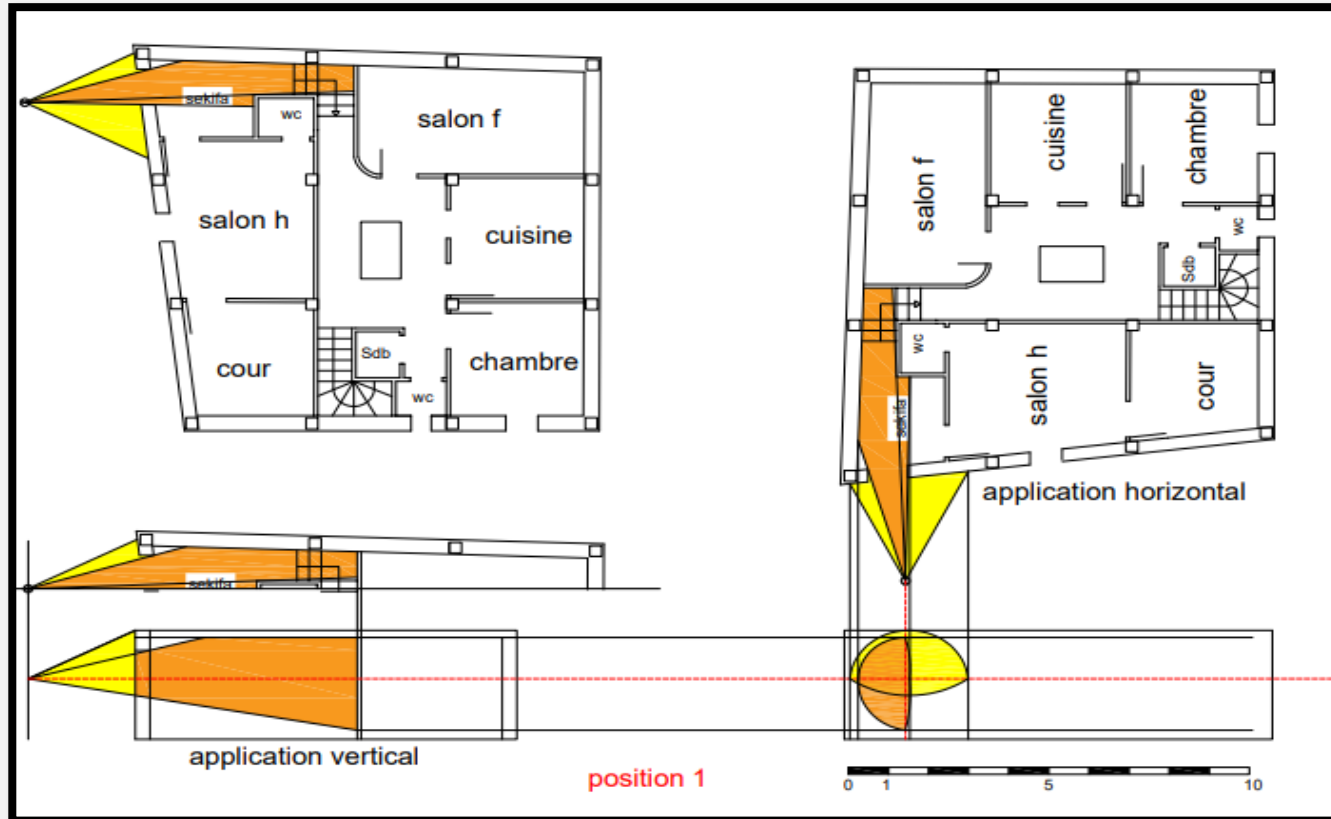 sekifa
wc
salon f
salon h
cuisine
cour
Sdb
chambre
wc
salon f
cuisine
chambre
wc
Sdb
wc
sekifa
salon h
cour
application horizontal
sekifa
application vertical
position 1
0 1 5 10